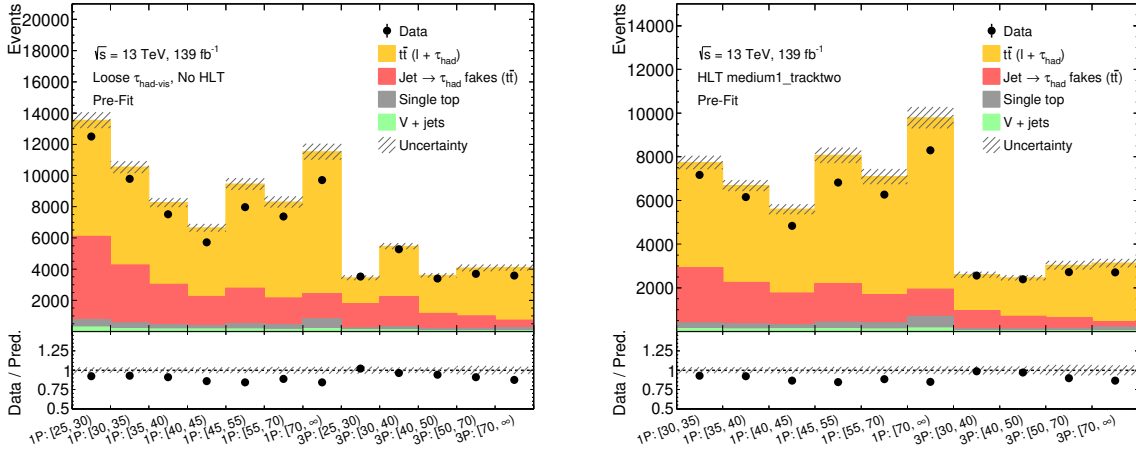 Events
20000
18000
16000
14000
12000
10000
8000
6000
4000
2000
√s = 13 TeV, 139 fb⁻¹
Loose τhad-vis, No HLT
Pre-Fit
Data
tt̄ (l + τhad)
Jet → τhad fakes (tt̄)
Single top
V + jets
Uncertainty
Data / Pred.
1.25
1
0.75
0.5
1P: [25, 30)
1P: [30, 35)
1P: [35, 40)
1P: [40, 45)
1P: [45, 55)
1P: [55, 70)
1P: [70, ∞)
3P: [25, 30)
3P: [30, 40)
3P: [40, 50)
3P: [50, 70)
3P: [70, ∞)
Events
14000
12000
10000
8000
6000
4000
2000
√s = 13 TeV, 139 fb⁻¹
HLT medium1_tracktwo
Pre-Fit
Data
tt̄ (l + τhad)
Jet → τhad fakes (tt̄)
Single top
V + jets
Uncertainty
Data / Pred.
1.25
1
0.75
0.5
1P: [30, 35)
1P: [35, 40)
1P: [40, 45)
1P: [45, 55)
1P: [55, 70)
1P: [70, ∞)
3P: [30, 40)
3P: [40, 50)
3P: [50, 70)
3P: [70, ∞)